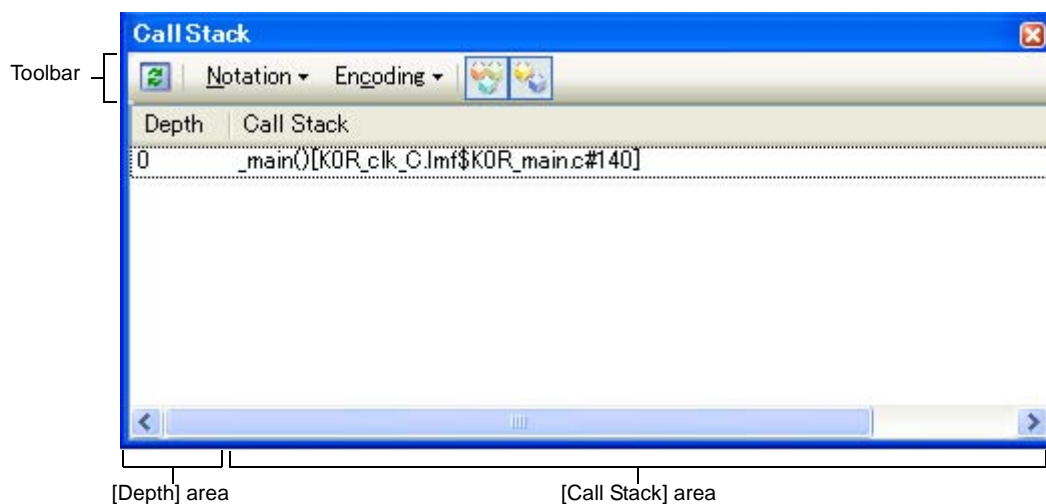 Call Stack
Toolbar
Notation Encoding
Depth Call Stack
0 _main()[K0R_clk_C.lmf$K0R_main.c#140]
[Depth] area [Call Stack] area